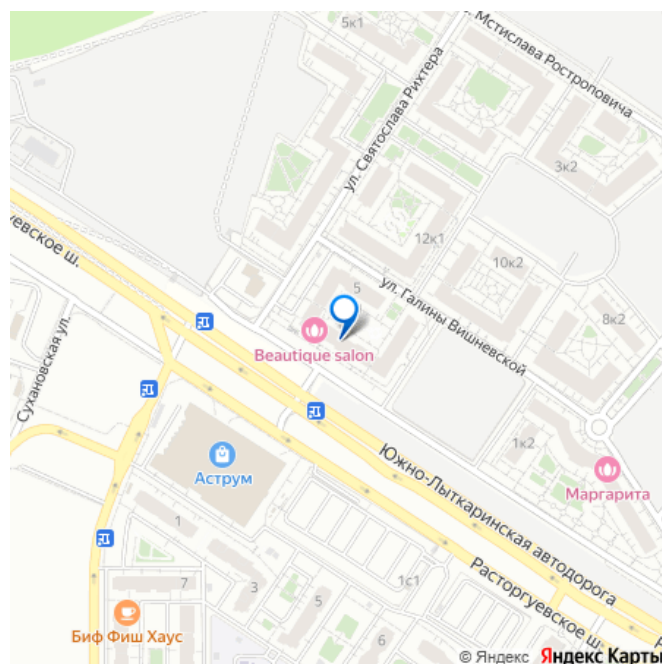 5к1
ул. Мстислава Ростроповича
ул. Святослава Рихтера
3к2
12к1
10к2
уевское ш.
5
ул. Галины Вишневской
8к2
Beautique salon
Сухановская ул.
1к2
Аструм
Южно-Лыткаринская автодорога
Маргарита
1
7
3
1с1
5
6
Расторгуевское ш.
Биф Фиш Хаус
© Яндекс Яндекс Карты